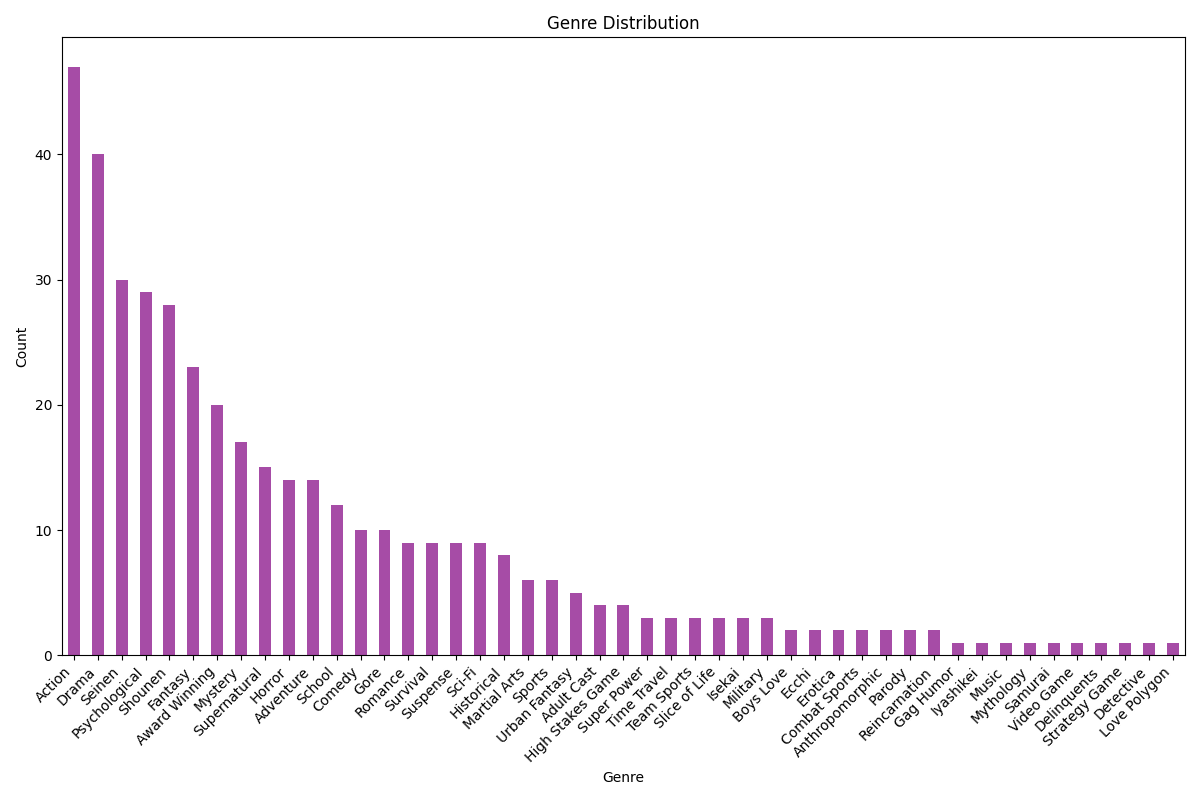 Genre Distribution
Count
40
30
20
10
0
Action
Drama
Seinen
Psychological
Shounen
Fantasy
Award Winning
Mystery
Supernatural
Horror
Adventure
School
Comedy
Gore
Romance
Survival
Suspense
Sci-Fi
Historical
Martial Arts
Sports
Urban Fantasy
Adult Cast
High Stakes Game
Super Power
Time Travel
Team Sports
Slice of Life
Isekai
Military
Boys Love
Ecchi
Erotica
Combat Sports
Anthropomorphic
Parody
Reincarnation
Gag Humor
Iyashikei
Music
Mythology
Samurai
Video Game
Delinquents
Strategy Game
Detective
Love Polygon
Genre